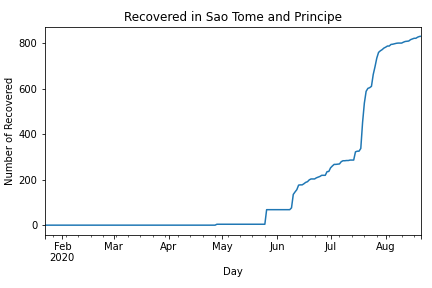 Recovered in Sao Tome and Principe
Number of Recovered
800
600
400
200
0
Feb Mar Apr May Jun Jul Aug
2020
Day